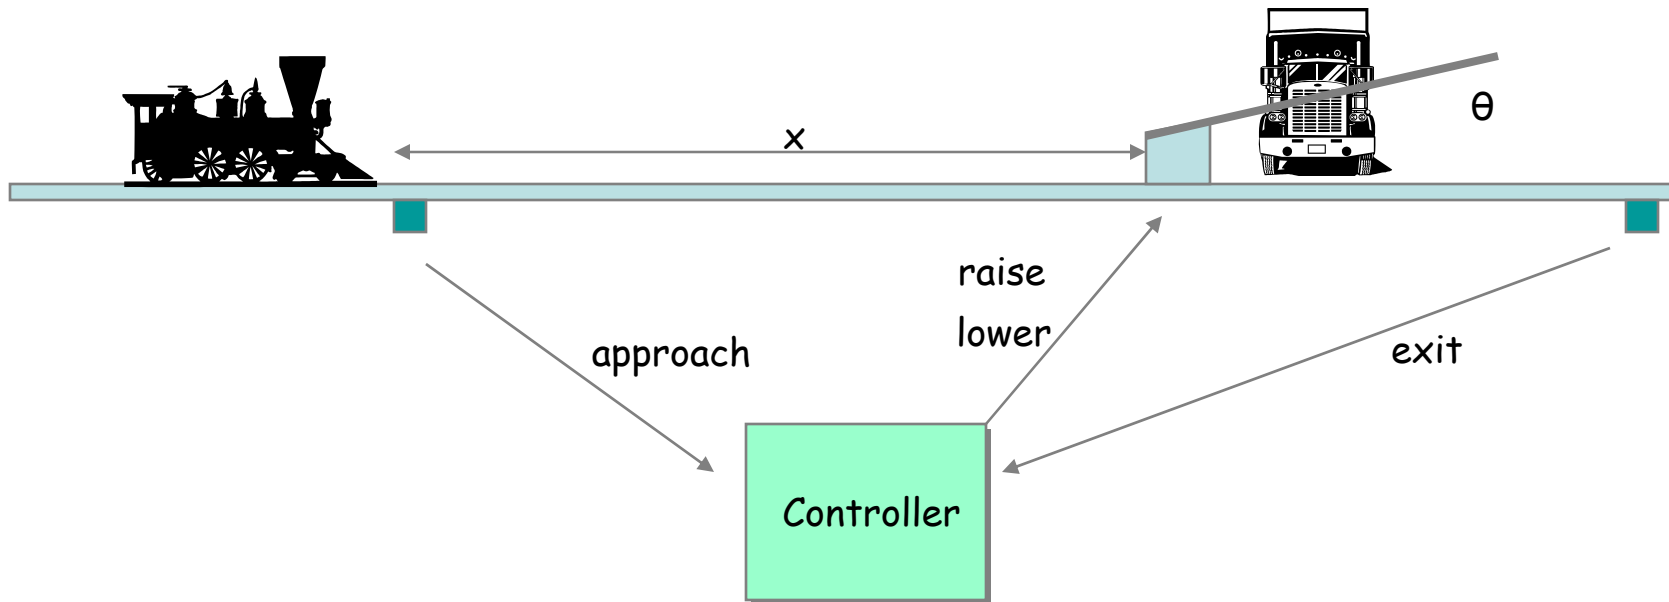 x
θ
raise
lower
approach
exit
Controller